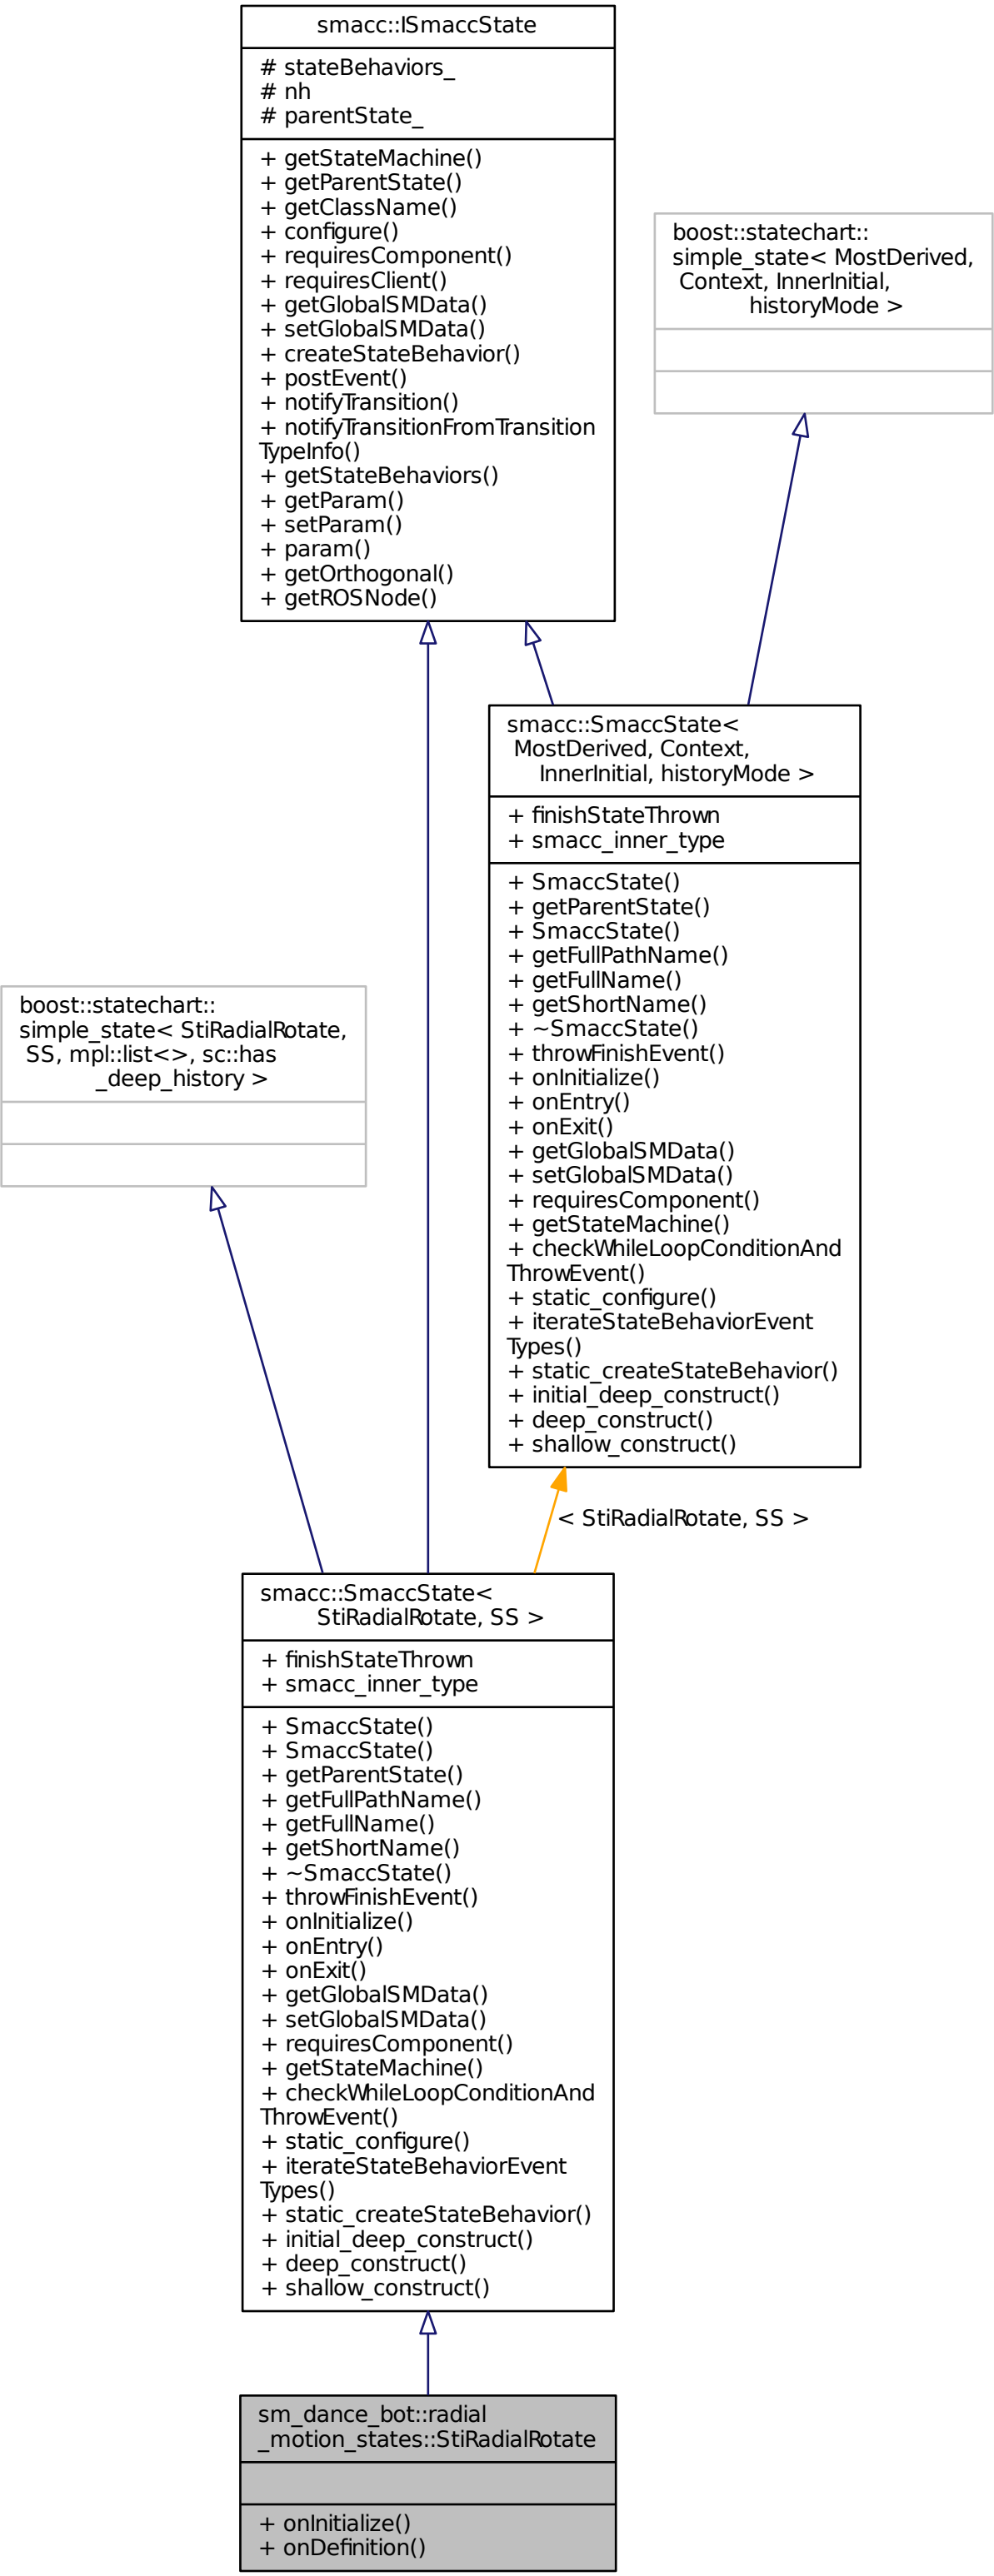 smacc::ISmaccState
# stateBehaviors_
# nh
# parentState_
+ getStateMachine()
+ getParentState()
+ getClassName()
+ configure()
+ requiresComponent()
+ requiresClient()
+ getGlobalSMData()
+ setGlobalSMData()
+ createStateBehavior()
+ postEvent()
+ notifyTransition()
+ notifyTransitionFromTransition
TypeInfo()
+ getStateBehaviors()
+ getParam()
+ setParam()
+ param()
+ getOrthogonal()
+ getROSNode()
boost::statechart::
simple_state< MostDerived,
Context, InnerInitial,
historyMode >
smacc::SmaccState<
MostDerived, Context,
InnerInitial, historyMode >
+ finishStateThrown
+ smacc_inner_type
+ SmaccState()
+ getParentState()
+ SmaccState()
+ getFullPathName()
+ getFullName()
+ getShortName()
+ ~SmaccState()
+ throwFinishEvent()
+ onInitialize()
+ onEntry()
+ onExit()
+ getGlobalSMData()
+ setGlobalSMData()
+ requiresComponent()
+ getStateMachine()
+ checkWhileLoopConditionAnd
ThrowEvent()
+ static_configure()
+ iterateStateBehaviorEvent
Types()
+ static_createStateBehavior()
+ initial_deep_construct()
+ deep_construct()
+ shallow_construct()
boost::statechart::
simple_state< StiRadialRotate,
SS, mpl::list<>, sc::has
_deep_history >
< StiRadialRotate, SS >
smacc::SmaccState<
StiRadialRotate, SS >
+ finishStateThrown
+ smacc_inner_type
+ SmaccState()
+ SmaccState()
+ getParentState()
+ getFullPathName()
+ getFullName()
+ getShortName()
+ ~SmaccState()
+ throwFinishEvent()
+ onInitialize()
+ onEntry()
+ onExit()
+ getGlobalSMData()
+ setGlobalSMData()
+ requiresComponent()
+ getStateMachine()
+ checkWhileLoopConditionAnd
ThrowEvent()
+ static_configure()
+ iterateStateBehaviorEvent
Types()
+ static_createStateBehavior()
+ initial_deep_construct()
+ deep_construct()
+ shallow_construct()
sm_dance_bot::radial
_motion_states::StiRadialRotate
+ onInitialize()
+ onDefinition()